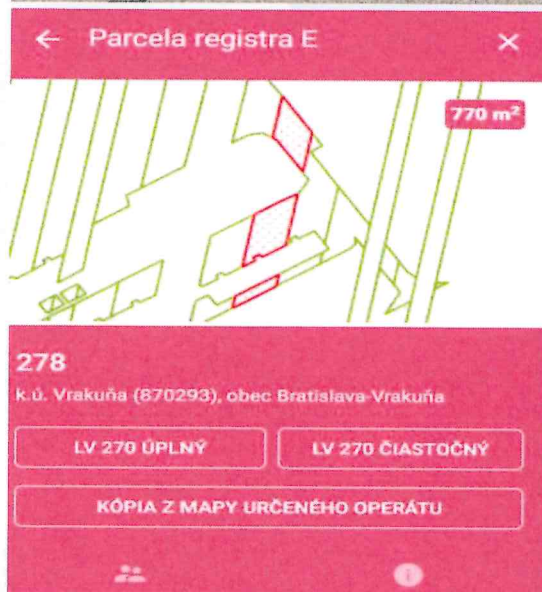 Parcela registra E
770 m²
278
k.ú. Vrakuňa (870293), obec Bratislava-Vrakuňa
LV 270 ÚPLNÝ
LV 270 ČIASTOČNÝ
KÓPIA Z MAPY URČENÉHO OPERÁTU